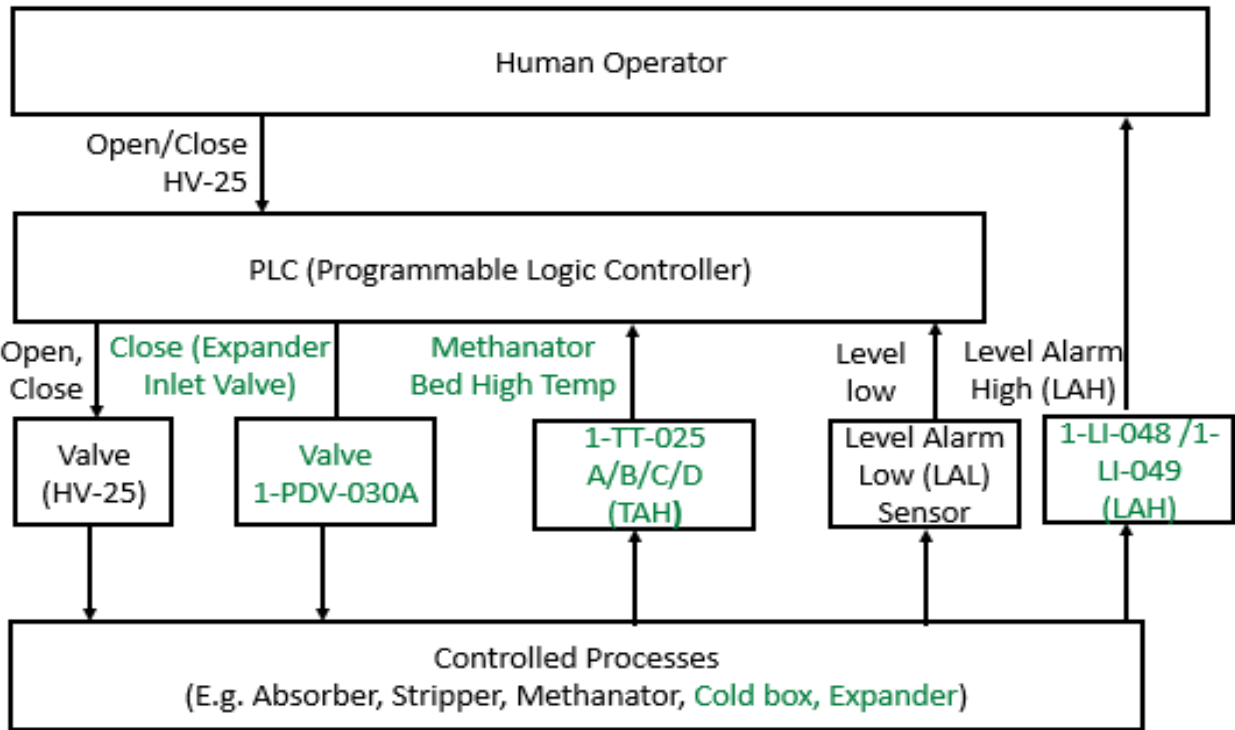 Human Operator
Open/Close
HV-25
PLC (Programmable Logic Controller)
Open,
Close
Close (Expander
Inlet Valve)
Methanator
Bed High Temp
Level
low
Level Alarm
High (LAH)
Valve
(HV-25)
Valve
1-PDV-030A
1-TT-025
A/B/C/D
(TAH)
Level Alarm
Low (LAL)
Sensor
1-LI-048 /1-
LI-049
(LAH)
Controlled Processes
(E.g. Absorber, Stripper, Methanator, Cold box, Expander)